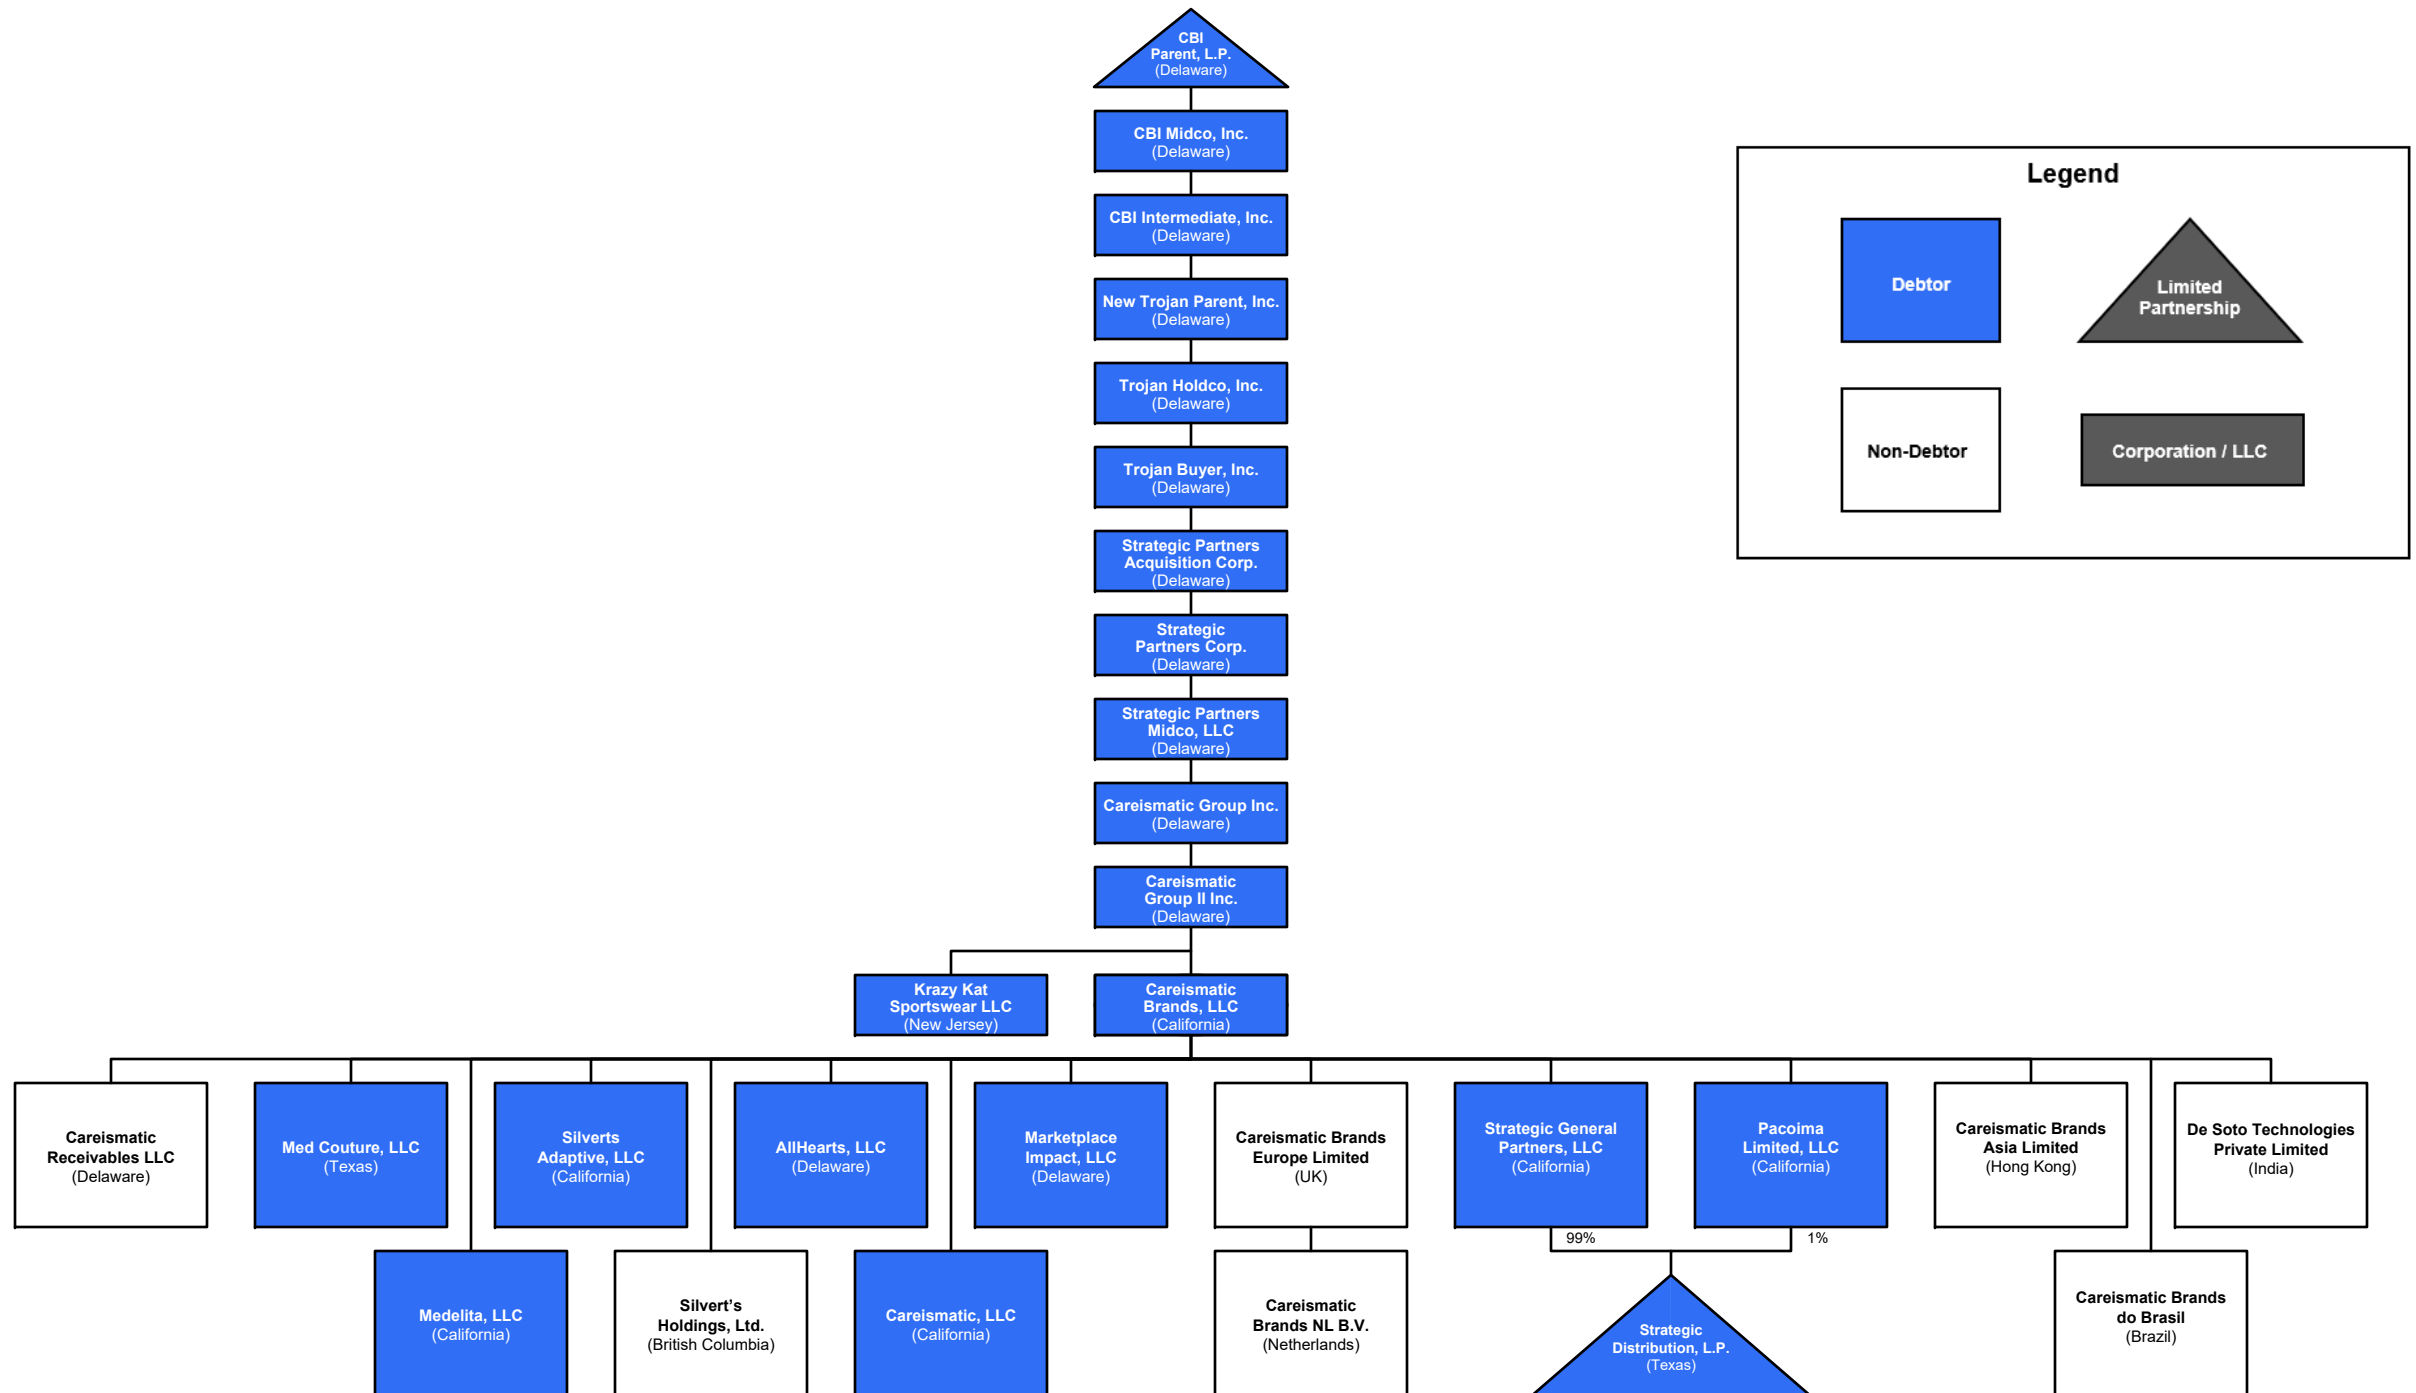 CBI
Parent, L.P.
(Delaware)
CBI Midco, Inc.
(Delaware)
CBI Intermediate, Inc.
(Delaware)
New Trojan Parent, Inc.
(Delaware)
Trojan Holdco, Inc.
(Delaware)
Trojan Buyer, Inc.
(Delaware)
Strategic Partners
Acquisition Corp.
(Delaware)
Strategic
Partners Corp.
(Delaware)
Strategic Partners
Midco, LLC
(Delaware)
Careismatic Group Inc.
(Delaware)
Careismatic
Group II Inc.
(Delaware)
Legend
Debtor
Limited
Partnership
Non-Debtor
Corporation / LLC
Krazy Kat
Sportswear LLC
(New Jersey)
Careismatic
Brands, LLC
(California)
Careismatic
Receivables LLC
(Delaware)
Med Couture, LLC
(Texas)
Silverts
Adaptive, LLC
(California)
AllHearts, LLC
(Delaware)
Marketplace
Impact, LLC
(Delaware)
Careismatic Brands
Europe Limited
(UK)
Strategic General
Partners, LLC
(California)
Pacoima
Limited, LLC
(California)
Careismatic Brands
Asia Limited
(Hong Kong)
De Soto Technologies
Private Limited
(India)
99%
1%
Medelita, LLC
(California)
Silvert’s
Holdings, Ltd.
(British Columbia)
Careismatic, LLC
(California)
Careismatic
Brands NL B.V.
(Netherlands)
Strategic
Distribution, L.P.
(Texas)
Careismatic Brands
do Brasil
(Brazil)